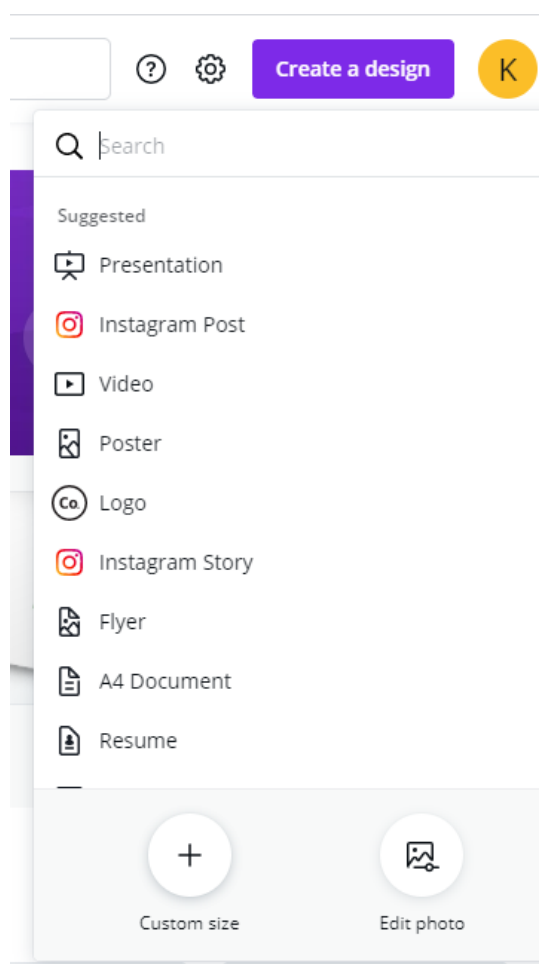 ?
Create a design
K
Search
Suggested
Presentation
Instagram Post
Video
Poster
Co. Logo
Instagram Story
Flyer
A4 Document
Resume
Custom size
Edit photo